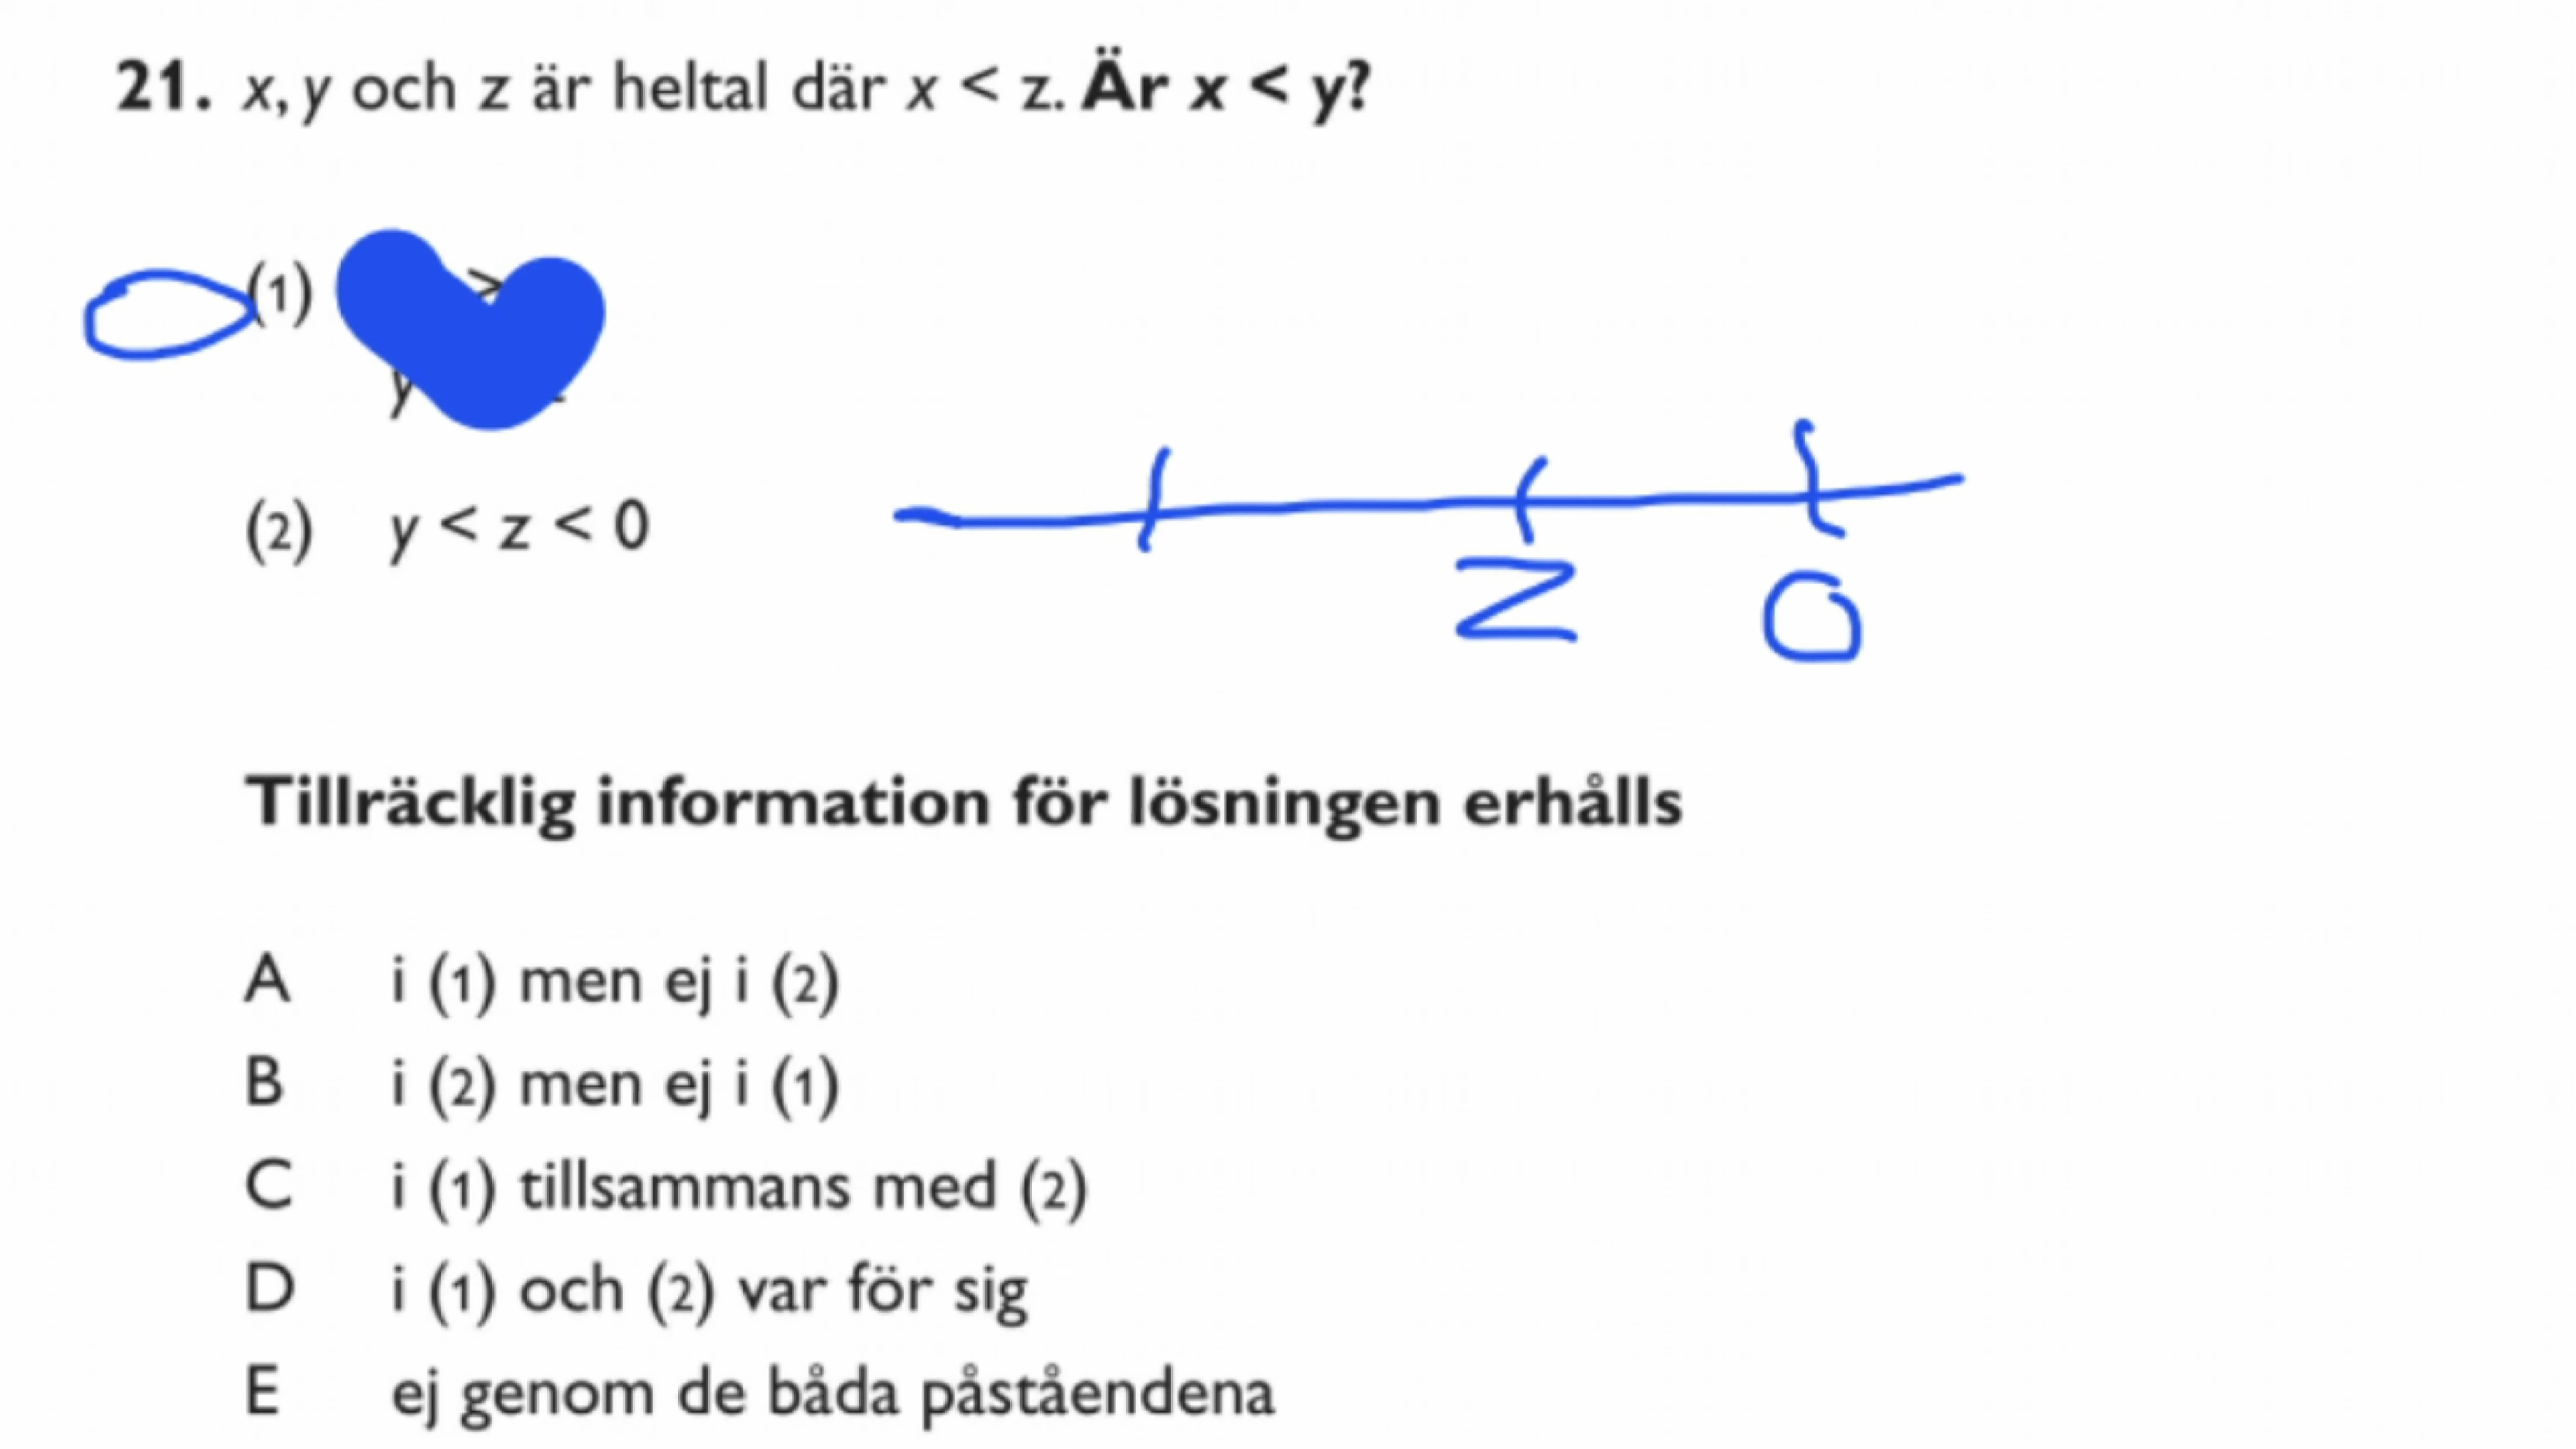 21. x, y och z är heltal där x < z. Är x < y?
(1) >
y
(2) y < z < 0
Z 0
Tillräcklig information för lösningen erhålls
A i (1) men ej i (2)
B i (2) men ej i (1)
C i (1) tillsammans med (2)
D i (1) och (2) var för sig
E ej genom de båda påståendena